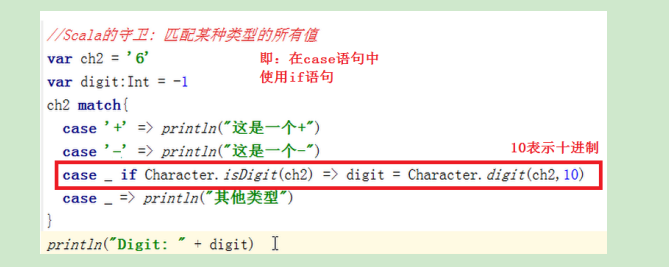 //Scala的守卫：匹配某种类型的所有值
var ch2 = '6'
即：在case语句中
使用if语句
var digit:Int = -1
ch2 match{
case '+' => println("这是一个+")
case '-' => println("这是一个-")
10表示十进制
case _ if Character.isDigit(ch2) => digit = Character.digit(ch2,10)
case _ => println("其他类型")
}
println("Digit: " + digit)